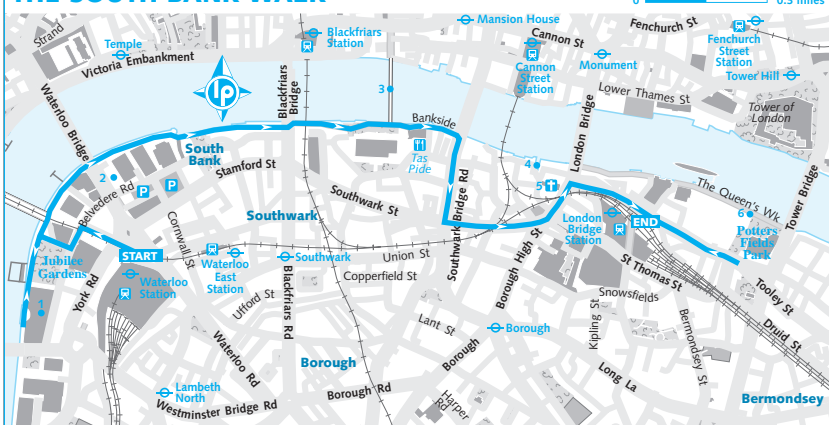 THE SOUTH BANK WALK
0
0.3 miles
Strand
Temple
Victoria Embankment
Blackfriars
Station
Mansion House
Cannon St
Fenchurch St
Fenchurch
Street
Station
Cannon
Street
Station
Monument
Tower Hill
Lower Thames St
Tower of
London
lp
Blackfriars
Bridge
3
Bankside
Waterloo Bridge
London Bridge
South
Bank
Tas
Pide
4
5
2
Belvedere Rd
P
P
Stamford St
Southwark St
Southwark Bridge Rd
The Queen's Wk
Tower Bridge
6
Potters
Fields
Park
Cornwall St
Southwark
London
Bridge
Station
END
START
Jubilee
Gardens
Waterloo
Station
Waterloo
East
Station
Southwark
Union St
Copperfield St
Borough High St
St Thomas St
Tooley St
York Rd
1
Ufford St
Blackfriars Rd
Snowsfields
Druid St
Lant St
Borough
Kipling St
Bermondsey St
Waterloo Rd
Borough
Borough
Lambeth
North
Long La
Westminster Bridge Rd
Borough Rd
Harper
Rd
Bermondsey